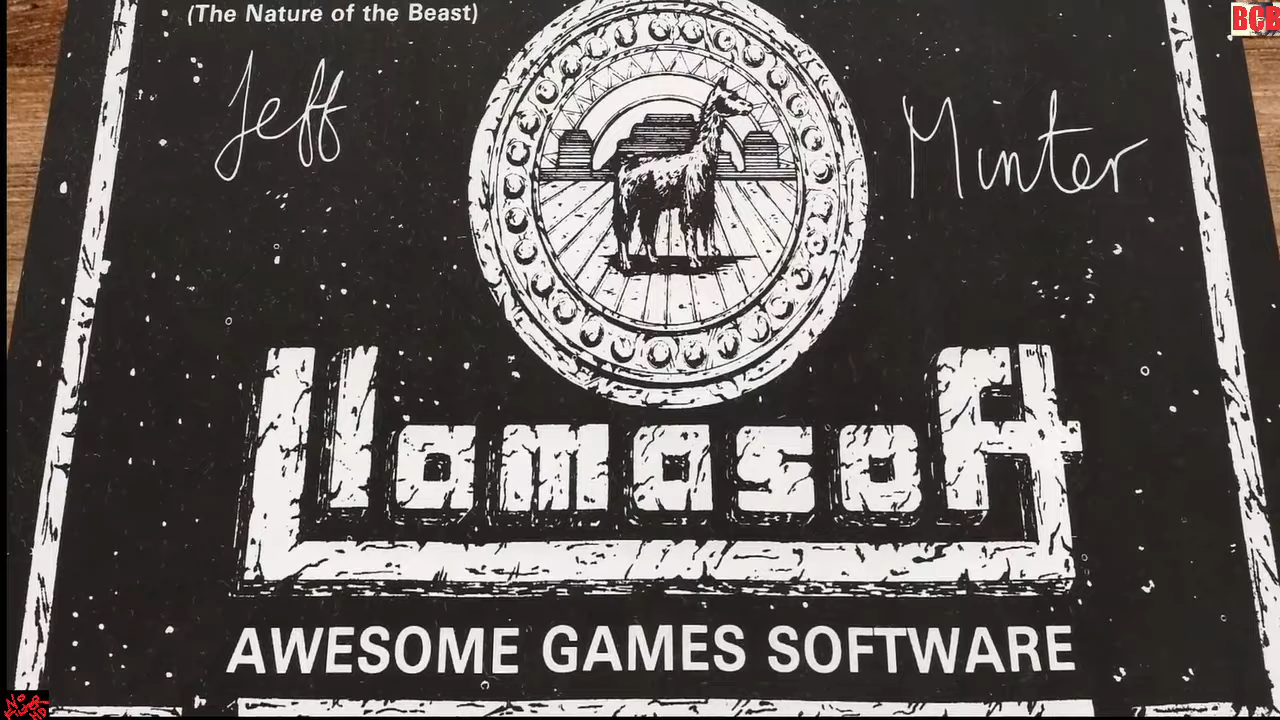 BCB
(The Nature of the Beast)
Jeff Minter
llamasoft
AWESOME GAMES SOFTWARE